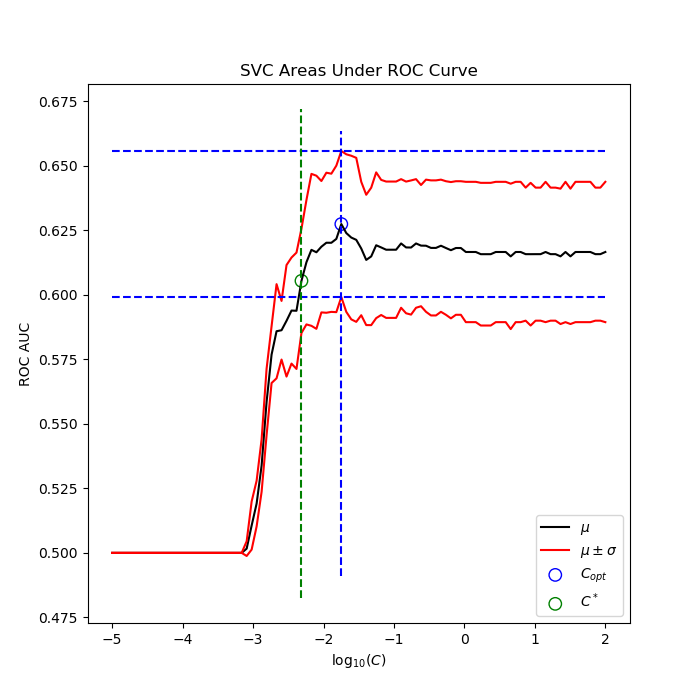 SVC Areas Under ROC Curve
ROC AUC
0.675
0.650
0.625
0.600
0.575
0.550
0.525
0.500
0.475
−5 −4 −3 −2 −1 0 1 2
log₁₀(C)
μ
μ ± σ
C_opt
C*